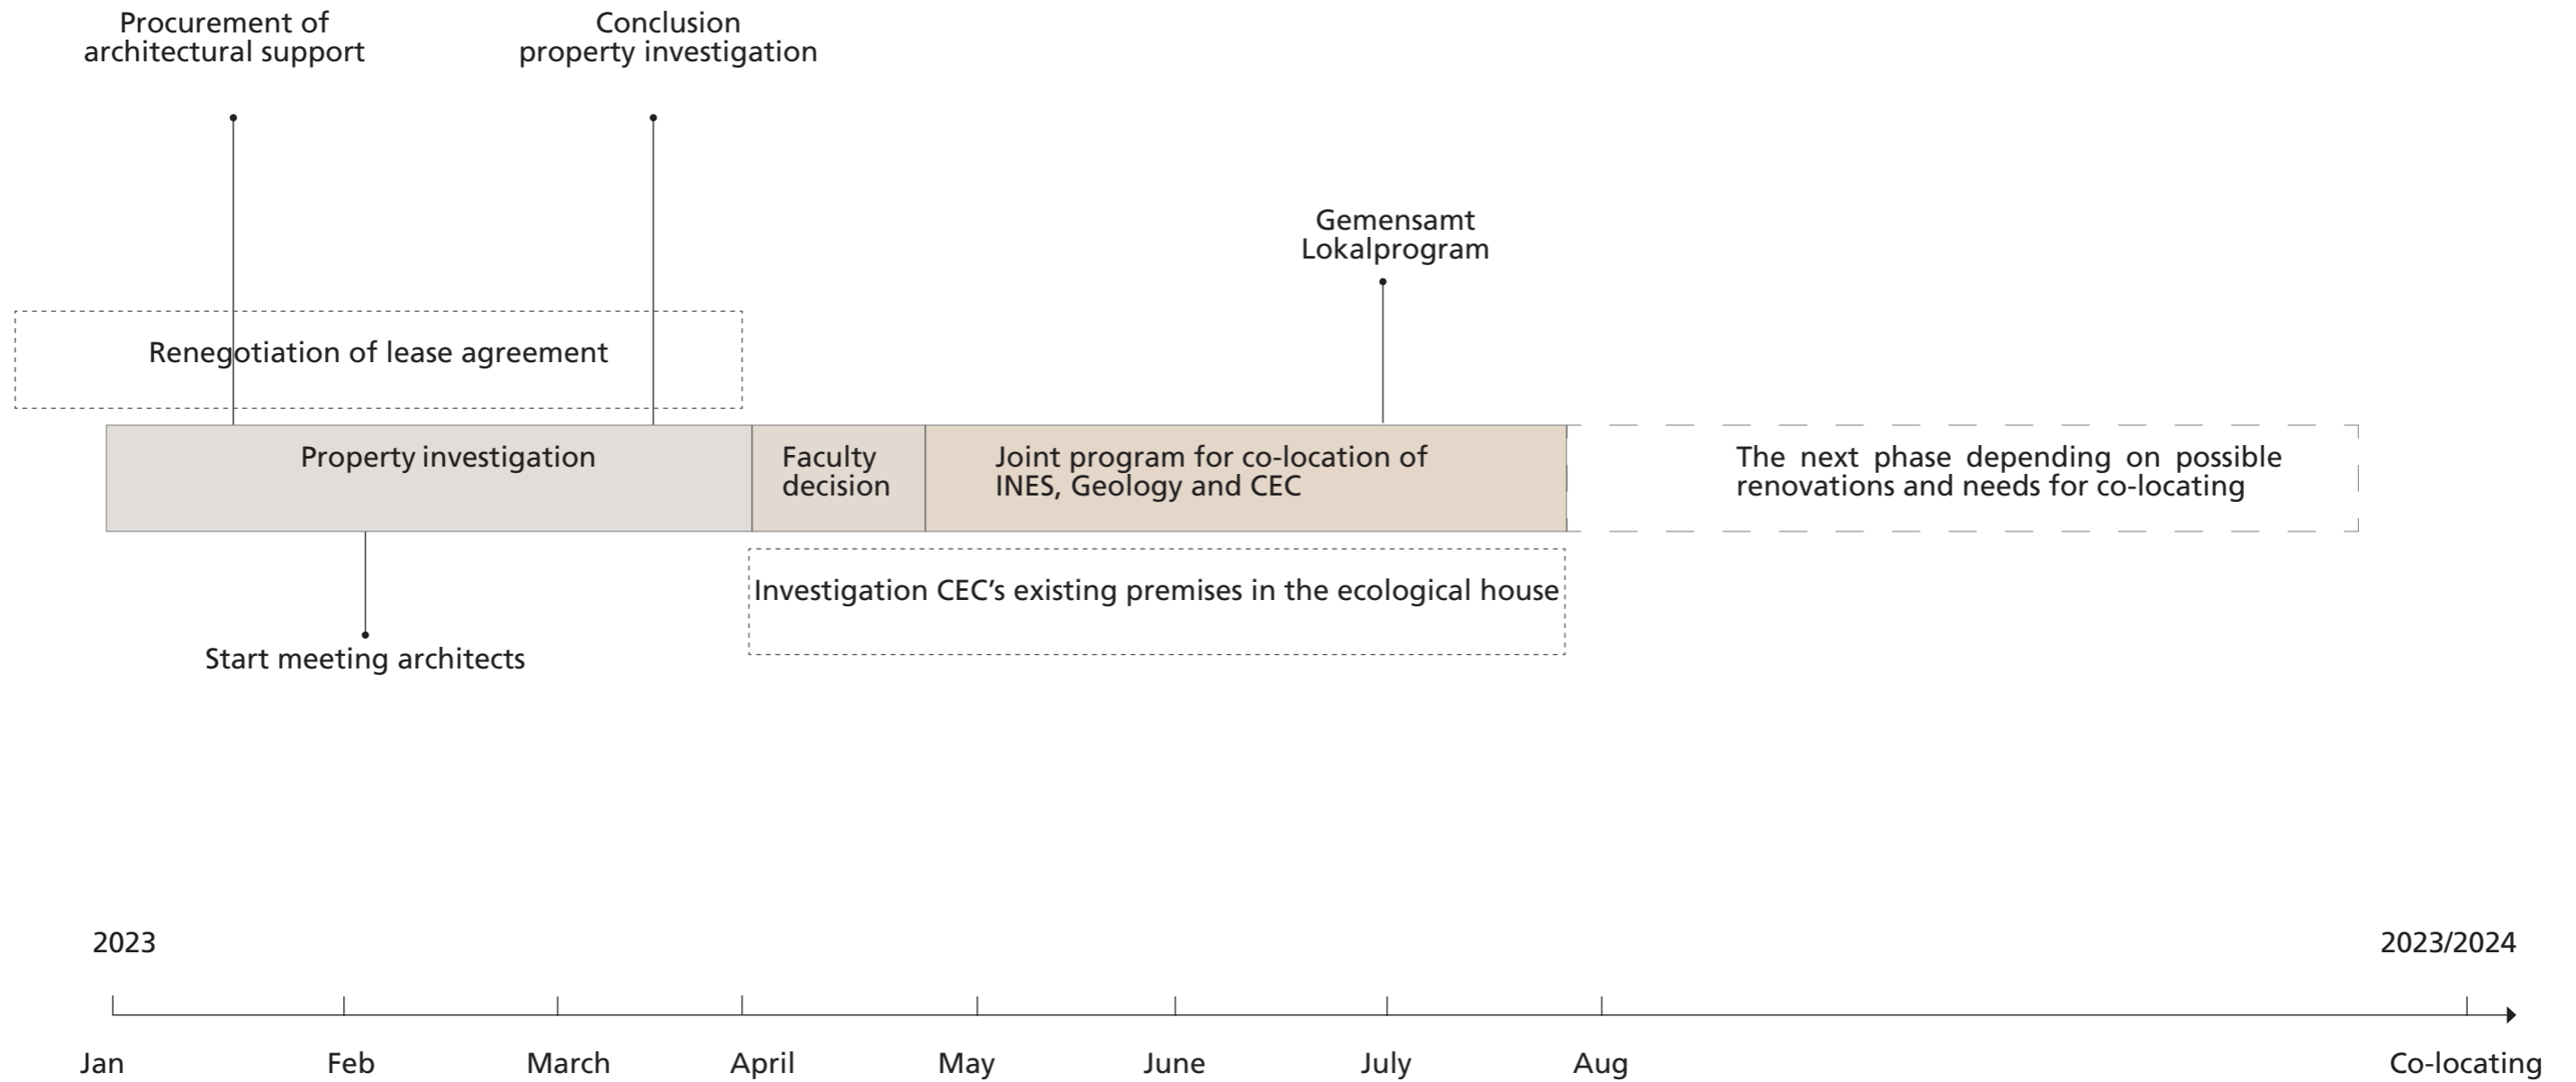 Procurement of
architectural support
Conclusion
property investigation
Gemensamt
Lokalprogram
Renegotiation of lease agreement
Property investigation
Faculty
decision
Joint program for co-location of
INES, Geology and CEC
The next phase depending on possible
renovations and needs for co-locating
Investigation CEC’s existing premises in the ecological house
Start meeting architects
2023
2023/2024
Jan
Feb
March
April
May
June
July
Aug
Co-locating